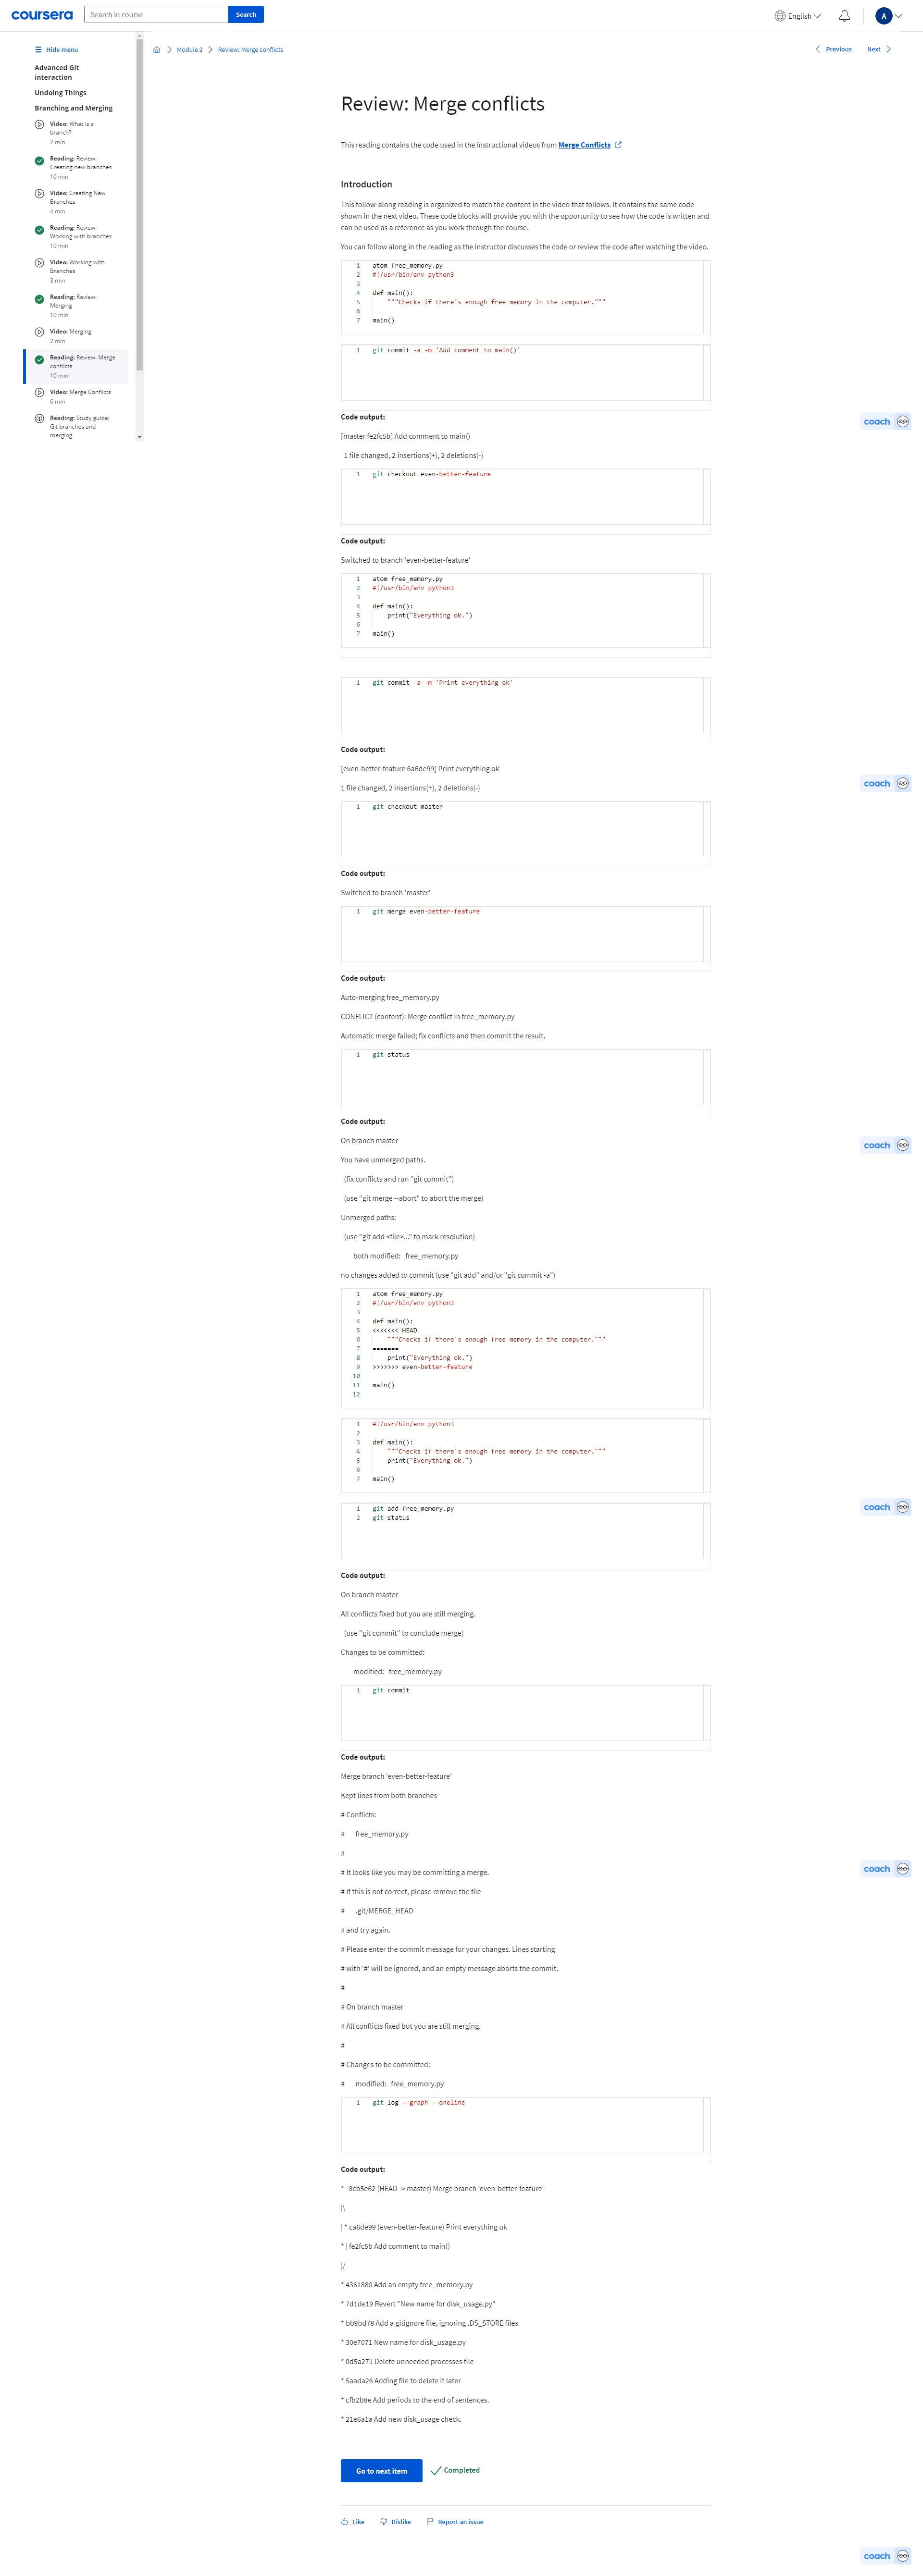 coursera
Search in course
Search
English
A
Hide menu
Advanced Git
interaction
Undoing Things
Branching and Merging
Video: What is a
branch?
2 min
Reading: Review:
Creating new branches
10 min
Video: Creating New
Branches
4 min
Reading: Review:
Working with branches
10 min
Video: Working with
Branches
3 min
Reading: Review:
Merging
10 min
Video: Merging
2 min
Reading: Review: Merge
conflicts
10 min
Video: Merge Conflicts
6 min
Reading: Study guide:
Git branches and
merging
Module 2
Review: Merge conflicts
Previous
Next
Review: Merge conflicts
This reading contains the code used in the instructional videos from Merge Conflicts
Introduction
This follow-along reading is organized to match the content in the video that follows. It contains the same code
shown in the next video. These code blocks will provide you with the opportunity to see how the code is written and
can be used as a reference as you work through the course.
You can follow along in the reading as the instructor discusses the code or review the code after watching the video.
1 atom free_memory.py
2 #!/usr/bin/env python3
3
4 def main():
5     """Checks if there's enough free memory in the computer."""
6
7 main()
1 git commit -a -m 'Add comment to main()'
Code output:
coach
[master fe2fc5b] Add comment to main()
1 file changed, 2 insertions(+), 2 deletions(-)
1 git checkout even-better-feature
Code output:
Switched to branch 'even-better-feature'
1 atom free_memory.py
2 #!/usr/bin/env python3
3
4 def main():
5     print("Everything ok.")
6
7 main()
1 git commit -a -m 'Print everything ok'
Code output:
[even-better-feature 6a6de99] Print everything ok
coach
1 file changed, 2 insertions(+), 2 deletions(-)
1 git checkout master
Code output:
Switched to branch 'master'
1 git merge even-better-feature
Code output:
Auto-merging free_memory.py
CONFLICT (content): Merge conflict in free_memory.py
Automatic merge failed; fix conflicts and then commit the result.
1 git status
Code output:
On branch master
coach
You have unmerged paths.
(fix conflicts and run "git commit")
(use "git merge --abort" to abort the merge)
Unmerged paths:
(use "git add <file>..." to mark resolution)
both modified:   free_memory.py
no changes added to commit (use "git add" and/or "git commit -a")
1 atom free_memory.py
2 #!/usr/bin/env python3
3
4 def main():
5 <<<<<<< HEAD
6     """Checks if there's enough free memory in the computer."""
7 =======
8     print("Everything ok.")
9 >>>>>>> even-better-feature
10
11 main()
12
1 #!/usr/bin/env python3
2
3 def main():
4     """Checks if there's enough free memory in the computer."""
5     print("Everything ok.")
6
7 main()
1 git add free_memory.py
2 git status
coach
Code output:
On branch master
All conflicts fixed but you are still merging.
(use "git commit" to conclude merge)
Changes to be committed:
modified:   free_memory.py
1 git commit
Code output:
Merge branch 'even-better-feature'
Kept lines from both branches
# Conflicts:
#      free_memory.py
#
coach
# It looks like you may be committing a merge.
# If this is not correct, please remove the file
#      .git/MERGE_HEAD
# and try again.
# Please enter the commit message for your changes. Lines starting
# with '#' will be ignored, and an empty message aborts the commit.
#
# On branch master
# All conflicts fixed but you are still merging.
#
# Changes to be committed:
#      modified:   free_memory.py
1 git log --graph --oneline
Code output:
*   8cb5e62 (HEAD -> master) Merge branch 'even-better-feature'
|\
| * ca6de99 (even-better-feature) Print everything ok
* | fe2fc5b Add comment to main()
|/
* 4361880 Add an empty free_memory.py
* 7d1de19 Revert "New name for disk_usage.py"
* bb9bd78 Add a gitignore file, ignoring .DS_STORE files
* 30e7071 New name for disk_usage.py
* 0d5a271 Delete unneeded processes file
* 5aada26 Adding file to delete it later
* cfb2b8e Add periods to the end of sentences.
* 21e6a1a Add new disk_usage check.
Go to next item
Completed
Like
Dislike
Report an issue
coach